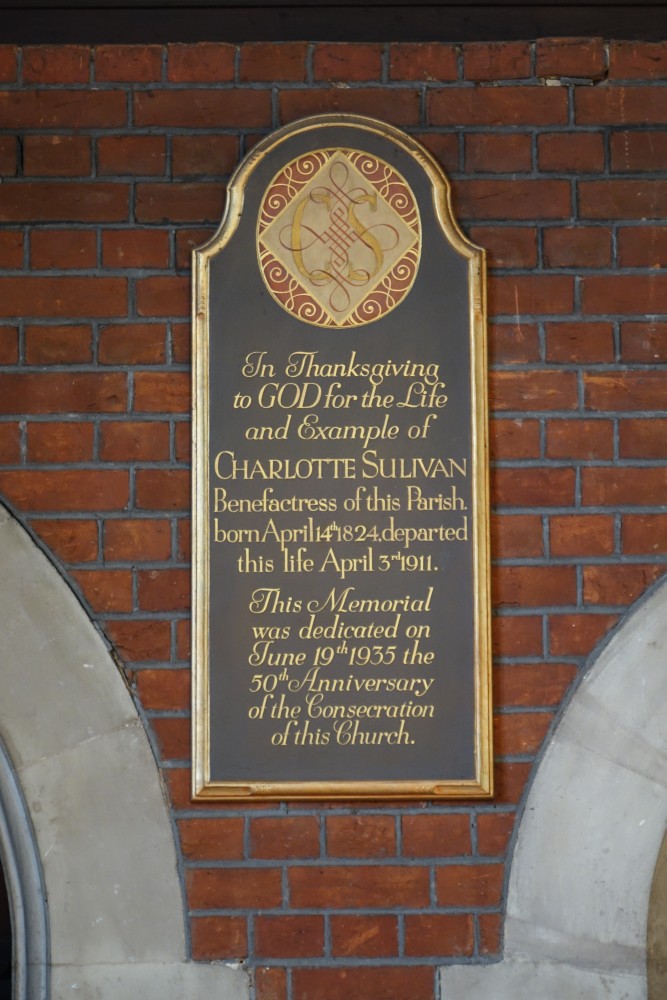 CS
In Thanksgiving
to GOD for the Life
and Example of
CHARLOTTE SULIVAN
Benefactress of this Parish.
born April 14th 1824, departed
this life April 3rd 1911.
This Memorial
was dedicated on
June 19th 1935 the
50th Anniversary
of the Consecration
of this Church.